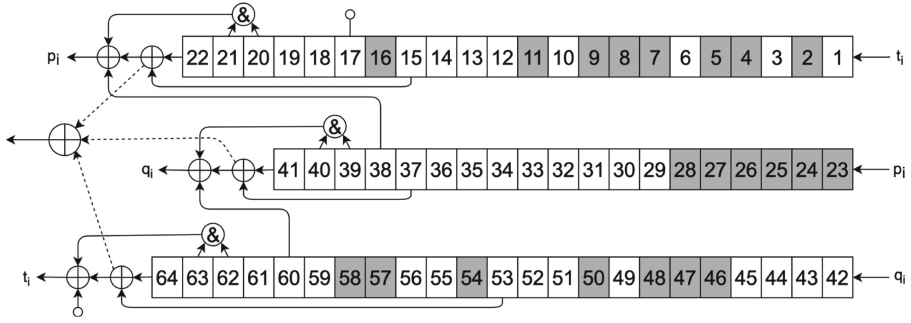 &
p_i 22 21 20 19 18 17 16 15 14 13 12 11 10 9 8 7 6 5 4 3 2 1 t_i
&
q_i 41 40 39 38 37 36 35 34 33 32 31 30 29 28 27 26 25 24 23 p_i
&
t_i 64 63 62 61 60 59 58 57 56 55 54 53 52 51 50 49 48 47 46 45 44 43 42 q_i